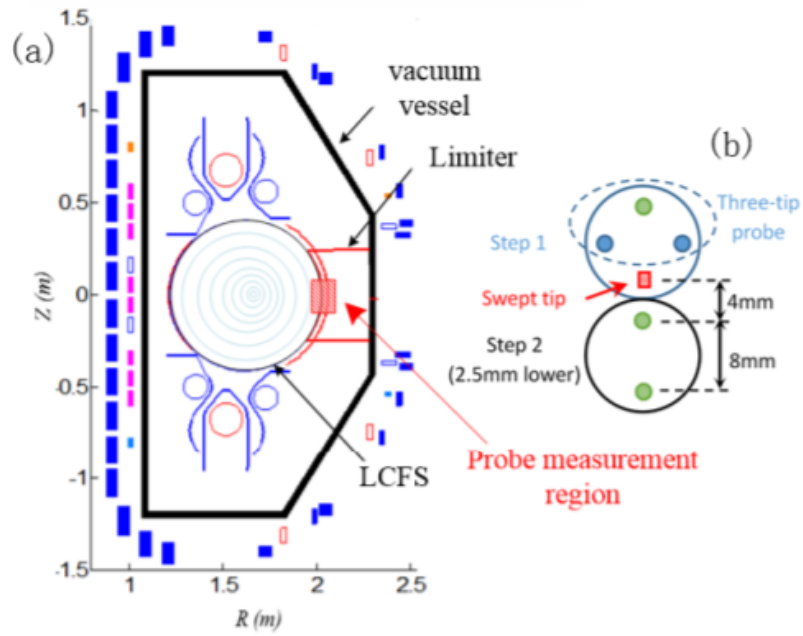 (a)
1.5
1
0.5
0
-0.5
-1
-1.5
Z (m)
1
1.5
2
2.5
R (m)
vacuum
vessel
Limiter
LCFS
Probe measurement
region
(b)
Three-tip
probe
Step 1
Swept tip
4mm
Step 2
(2.5mm lower)
8mm